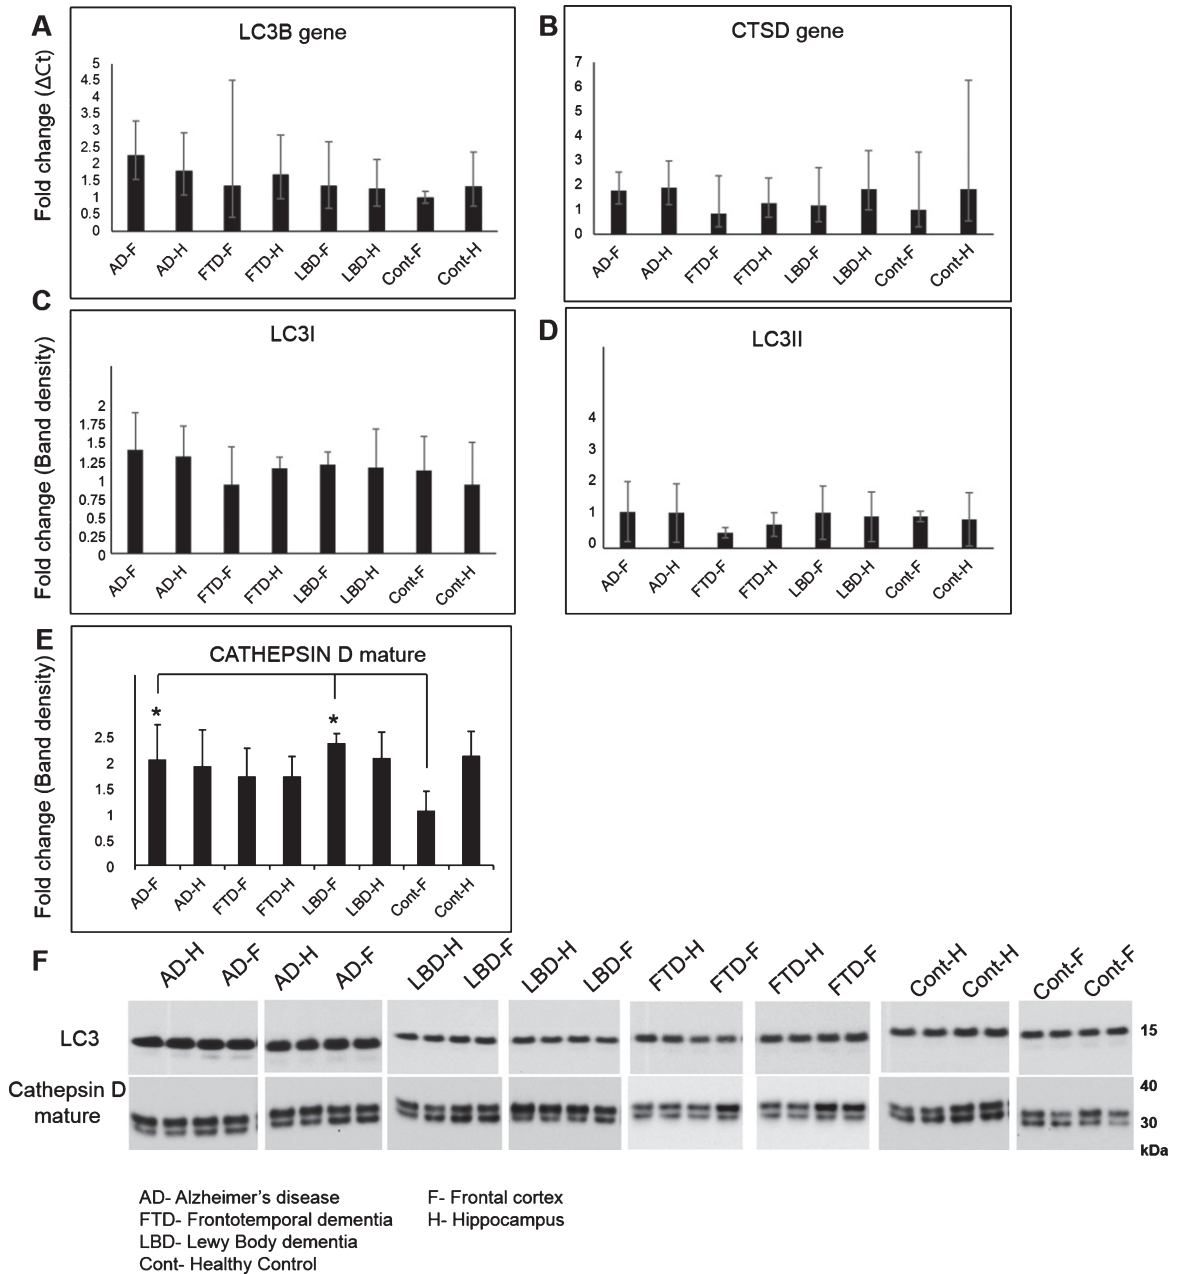 A
LC3B gene
Fold change (ΔCt)
5
4.5
4
3.5
3
2.5
2
1.5
1
0.5
0
AD-F
AD-H
FTD-F
FTD-H
LBD-F
LBD-H
Cont-F
Cont-H
B
CTSD gene
7
6
5
4
3
2
1
0
AD-F
AD-H
FTD-F
FTD-H
LBD-F
LBD-H
Cont-F
Cont-H
C
LC3I
Fold change (Band density)
2
1.75
1.5
1.25
1
0.75
0.5
0.25
0
AD-F
AD-H
FTD-F
FTD-H
LBD-F
LBD-H
Cont-F
Cont-H
D
LC3II
4
3
2
1
0
AD-F
AD-H
FTD-F
FTD-H
LBD-F
LBD-H
Cont-F
Cont-H
E
CATHEPSIN D mature
Fold change (Band density)
* *
2.5
2
1.5
1
0.5
0
AD-F
AD-H
FTD-F
FTD-H
LBD-F
LBD-H
Cont-F
Cont-H
F
AD-H AD-F AD-H AD-F LBD-H LBD-F LBD-H LBD-F FTD-H FTD-F FTD-H FTD-F Cont-H Cont-H Cont-F Cont-F
LC3
15
Cathepsin D
mature
40
30
kDa
AD- Alzheimer's disease
FTD- Frontotemporal dementia
LBD- Lewy Body dementia
Cont- Healthy Control
F- Frontal cortex
H- Hippocampus